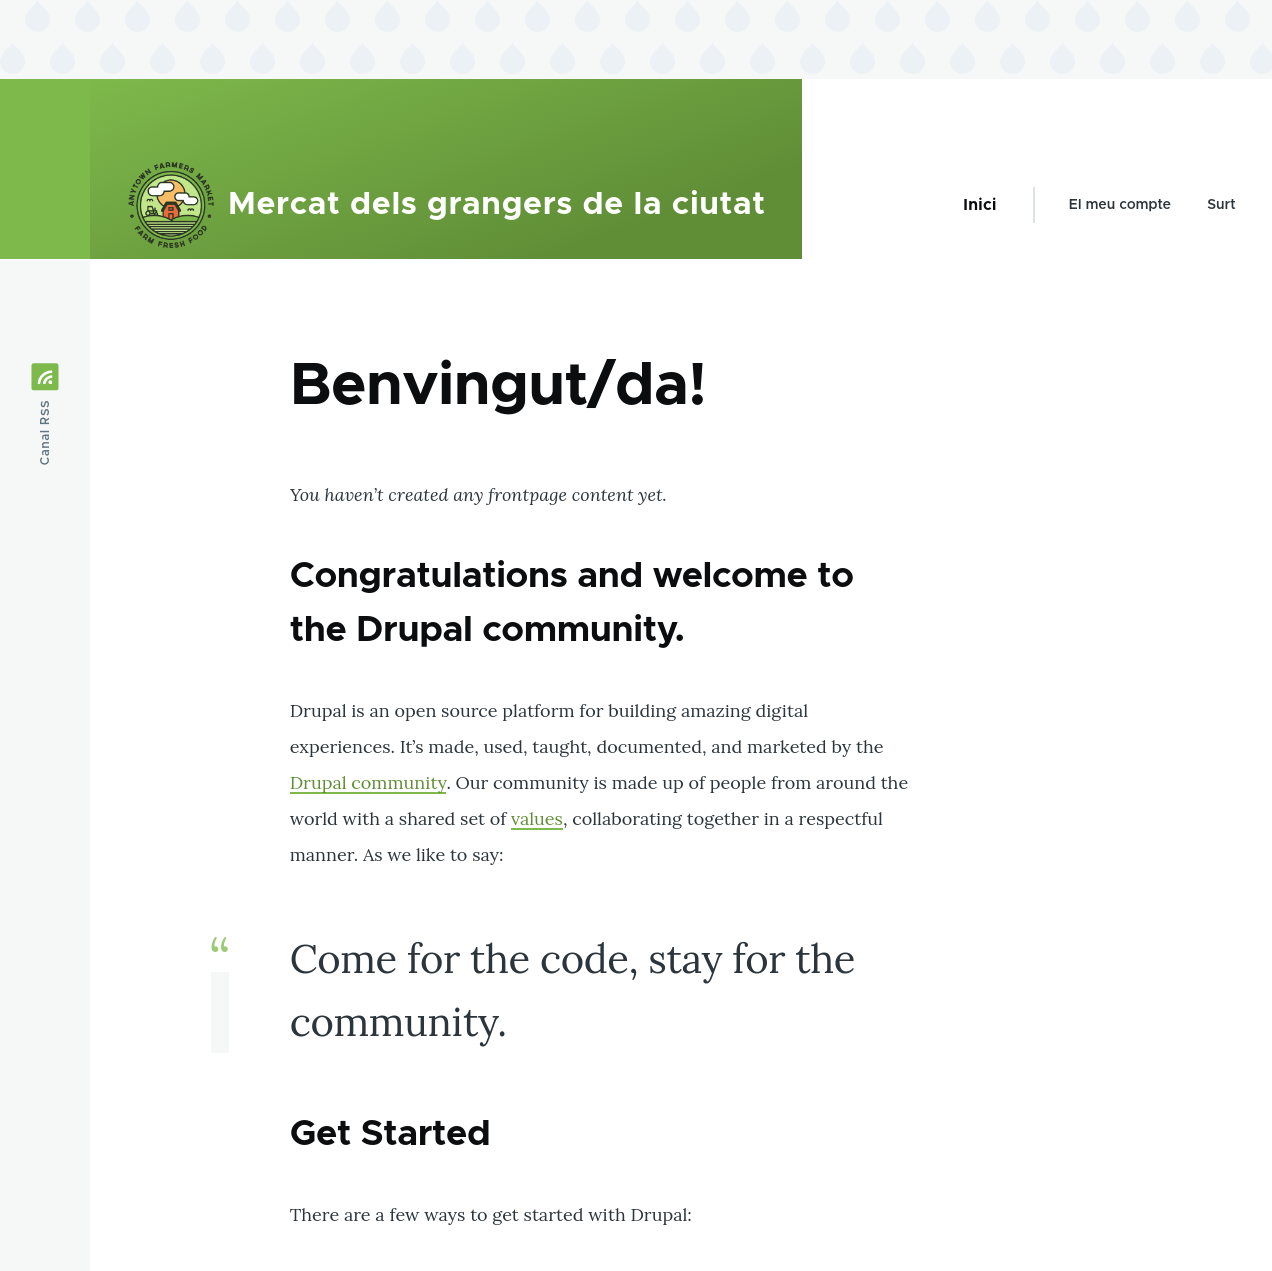 ANYTOWN FARMERS MARKET
FARM FRESH FOOD
Mercat dels grangers de la ciutat
Inici
El meu compte
Surt
Canal RSS
Benvingut/da!
You haven’t created any frontpage content yet.
Congratulations and welcome to
the Drupal community.
Drupal is an open source platform for building amazing digital
experiences. It’s made, used, taught, documented, and marketed by the
Drupal community. Our community is made up of people from around the
world with a shared set of values, collaborating together in a respectful
manner. As we like to say:
“
Come for the code, stay for the
community.
Get Started
There are a few ways to get started with Drupal: